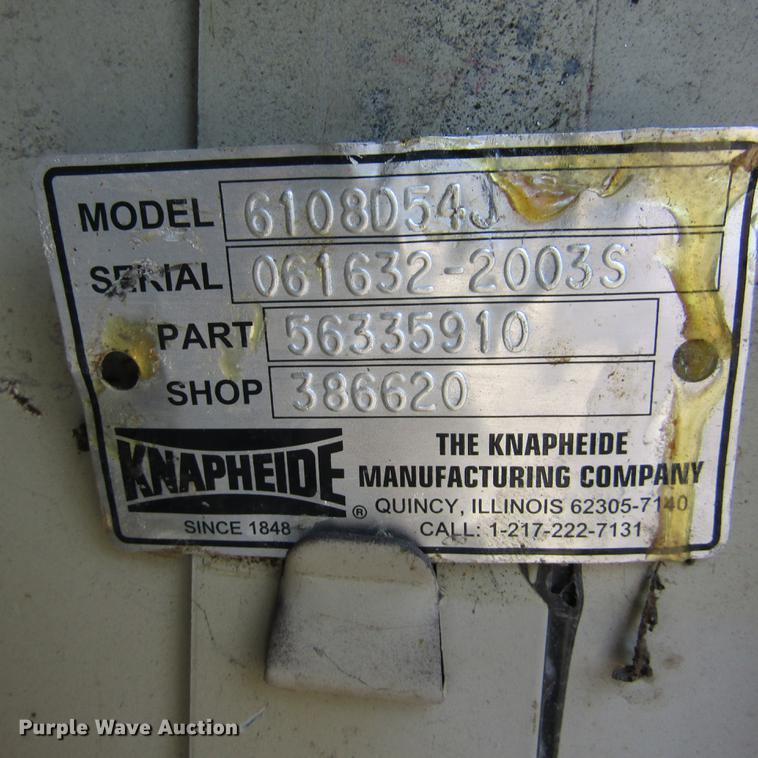 MODEL 6108D54J
SERIAL 061632-2003S
PART 56335910
SHOP 386620
KNAPHEIDE ®
SINCE 1848
THE KNAPHEIDE
MANUFACTURING COMPANY
QUINCY, ILLINOIS 62305-7140
CALL: 1-217-222-7131
Purple Wave Auction